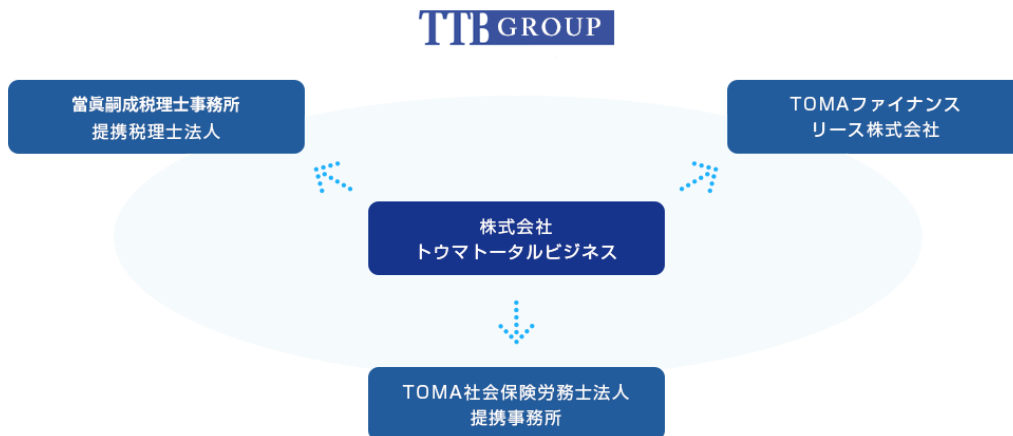 TTB GROUP
當眞嗣成税理士事務所
提携税理士法人
TOMAファイナンス
リース株式会社
株式会社
トウマトータルビジネス
TOMA社会保険労務士法人
提携事務所